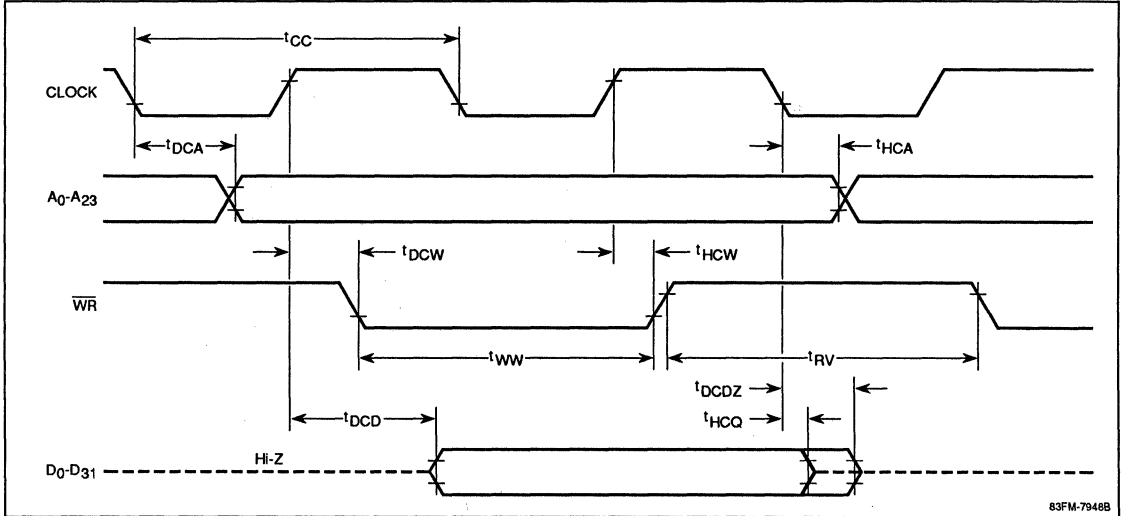 tCC
CLOCK
tDCA
tHCA
A0-A23
tDCW
tHCW
WR
tWW
tRV
tDCDZ
tDCD
tHCQ
Hi-Z
D0-D31
83FM-7948B